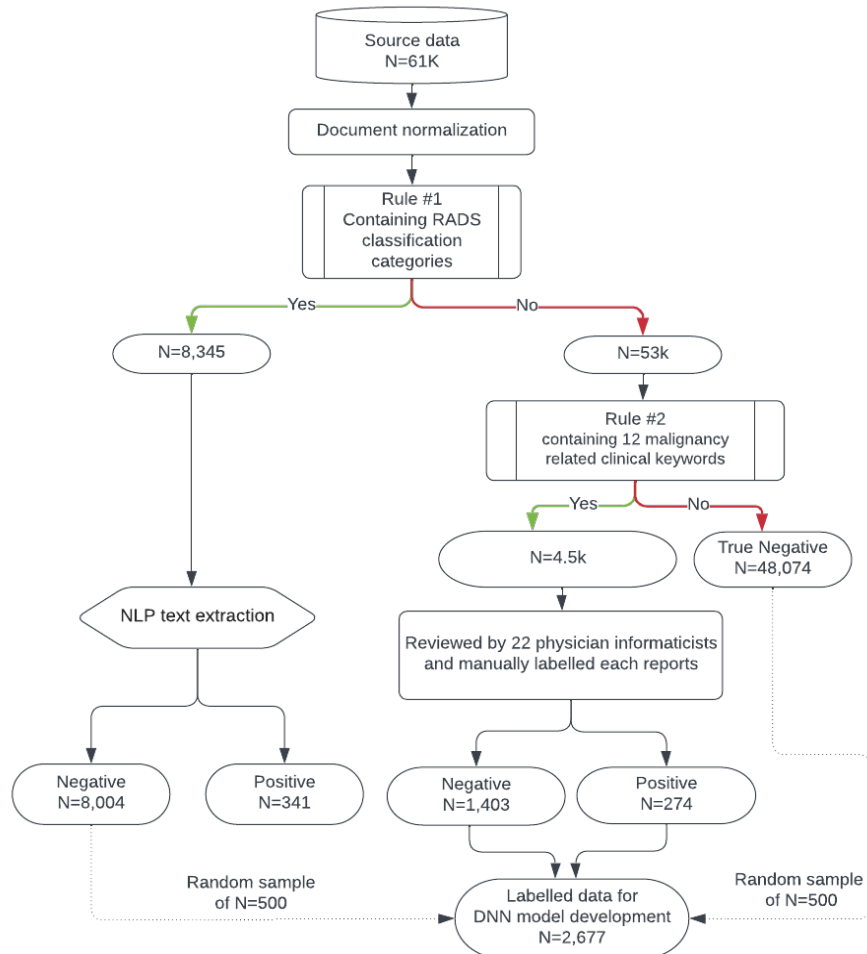 Source data
N=61K
Document normalization
Rule #1
Containing RADS
classification
categories
Yes
No
N=8,345
N=53k
Rule #2
containing 12 malignancy
related clinical keywords
Yes
No
N=4.5k
True Negative
N=48,074
NLP text extraction
Reviewed by 22 physician informaticists
and manually labelled each reports
Negative
N=8,004
Positive
N=341
Negative
N=1,403
Positive
N=274
Random sample
of N=500
Labelled data for
DNN model development
N=2,677
Random sample
of N=500